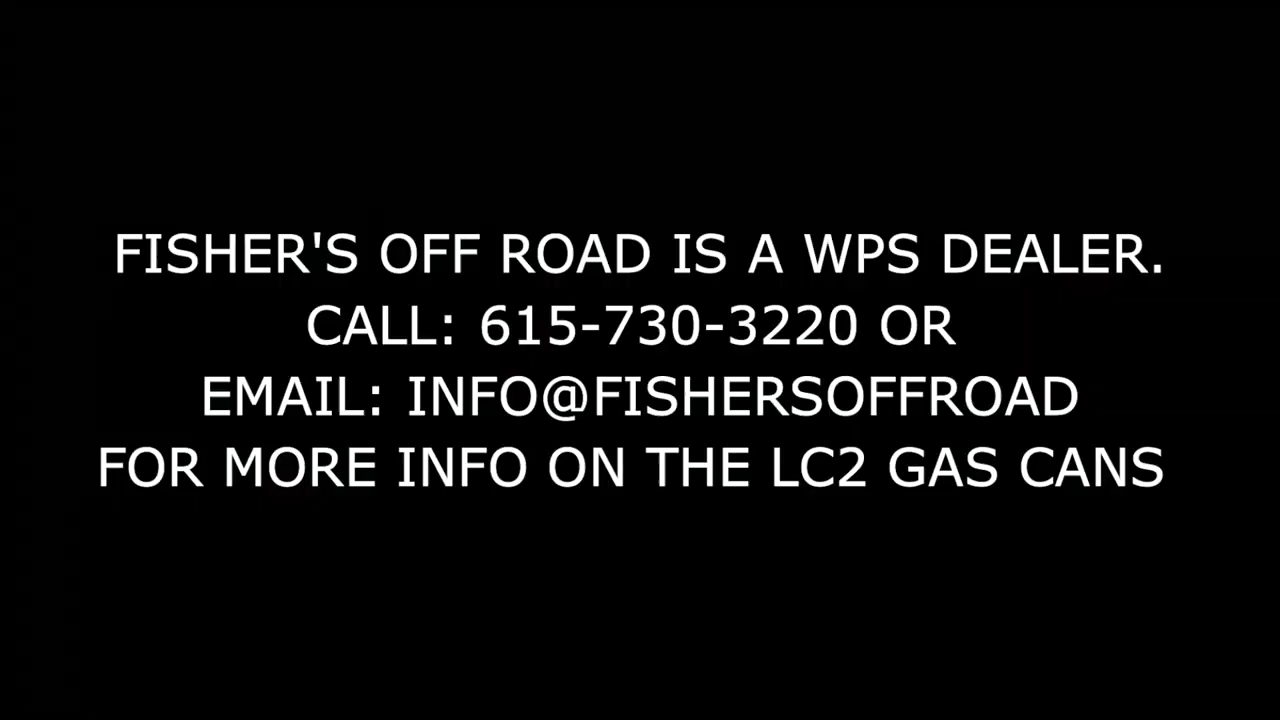 FISHER'S OFF ROAD IS A WPS DEALER.
CALL: 615-730-3220 OR
EMAIL: INFO@FISHERSOFFROAD
FOR MORE INFO ON THE LC2 GAS CANS